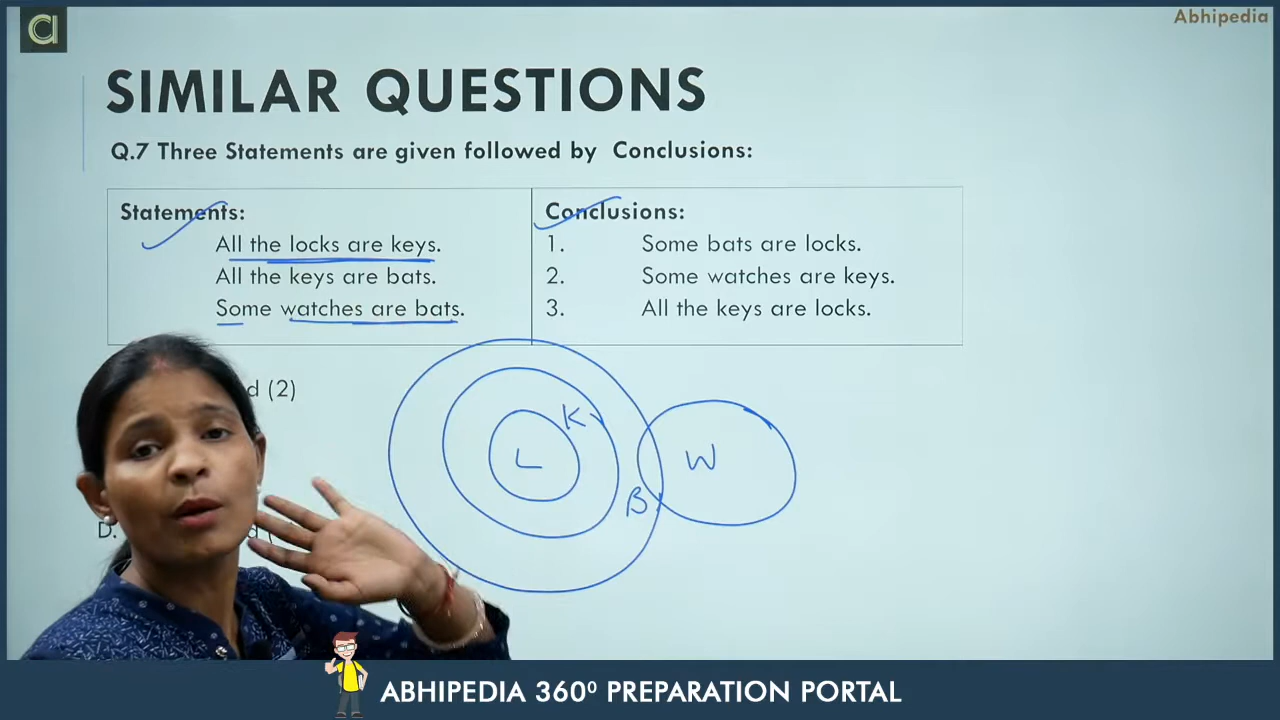 Abhipedia
SIMILAR QUESTIONS
Q.7 Three Statements are given followed by Conclusions:
Statements:
All the locks are keys.
All the keys are bats.
Some watches are bats.
Conclusions:
1. Some bats are locks.
2. Some watches are keys.
3. All the keys are locks.
(2)
D.
K
L
W
B
ABHIPEDIA 360⁰ PREPARATION PORTAL